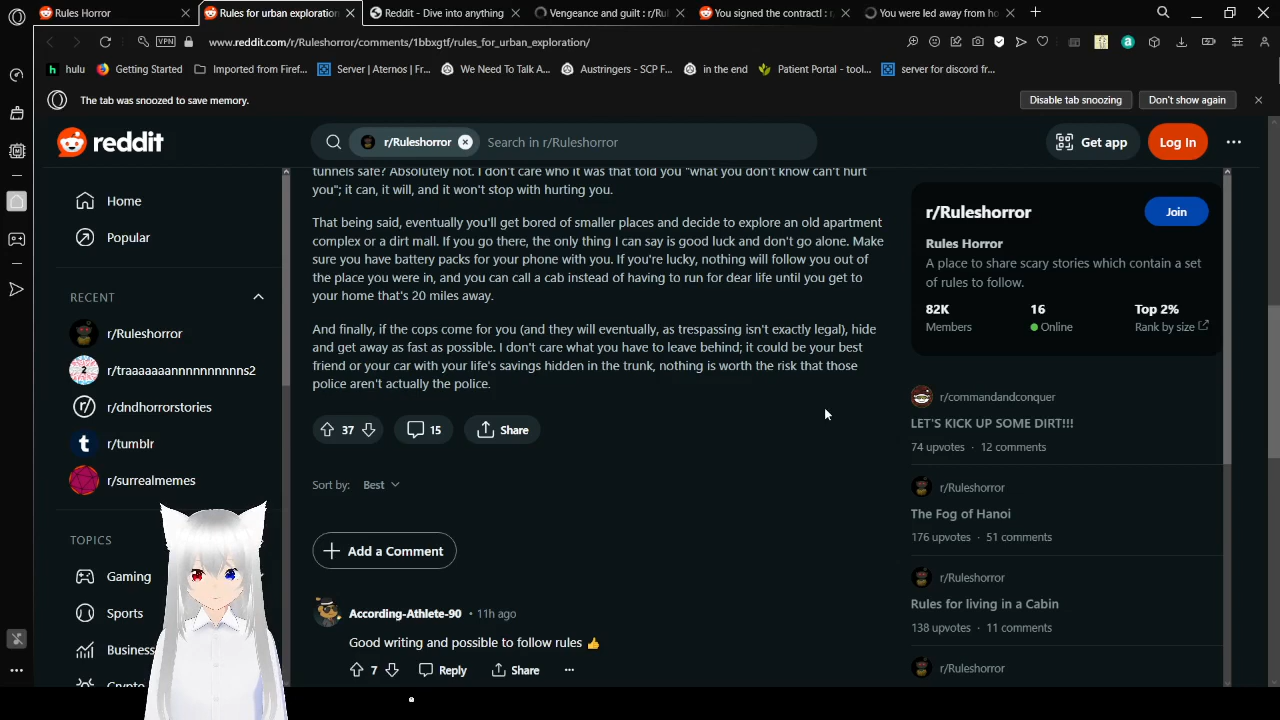 Rules Horror
Rules for urban exploration
Reddit - Dive into anything
Vengeance and guilt : r/Rul
You signed the contract! : r
You were led away from ho
VPN
www.reddit.com/r/Ruleshorror/comments/1bbxgtf/rules_for_urban_exploration/
hulu
Getting Started
Imported from Firef...
Server | Aternos | Fr...
We Need To Talk A...
Austringers - SCP F...
in the end
Patient Portal - tool...
server for discord fr...
The tab was snoozed to save memory.
Disable tab snoozing
Don't show again
reddit
r/Ruleshorror
Search in r/Ruleshorror
Get app
Log In
Home
Popular
RECENT
r/Ruleshorror
r/traaaaaaannnnnnnnnns2
r/dndhorrorstories
r/tumblr
r/surrealmemes
TOPICS
Gaming
Sports
Business
Crypto
tunnels safe? Absolutely not. I don't care who it was that told you "what you don't know can't hurt
you"; it can, it will, and it won't stop with hurting you.
That being said, eventually you'll get bored of smaller places and decide to explore an old apartment
complex or a dirt mall. If you go there, the only thing I can say is good luck and don't go alone. Make
sure you have battery packs for your phone with you. If you're lucky, nothing will follow you out of
the place you were in, and you can call a cab instead of having to run for dear life until you get to
your home that's 20 miles away.
And finally, if the cops come for you (and they will eventually, as trespassing isn't exactly legal), hide
and get away as fast as possible. I don't care what you have to leave behind; it could be your best
friend or your car with your life's savings hidden in the trunk, nothing is worth the risk that those
police aren't actually the police.
37
15
Share
Sort by:
Best
Add a Comment
According-Athlete-90 • 11h ago
Good writing and possible to follow rules 👍
7
Reply
Share
r/Ruleshorror
Join
Rules Horror
A place to share scary stories which contain a set
of rules to follow.
82K
16
Top 2%
Members
Online
Rank by size
r/commandandconquer
LET'S KICK UP SOME DIRT!!!
74 upvotes · 12 comments
r/Ruleshorror
The Fog of Hanoi
176 upvotes · 51 comments
r/Ruleshorror
Rules for living in a Cabin
138 upvotes · 11 comments
r/Ruleshorror